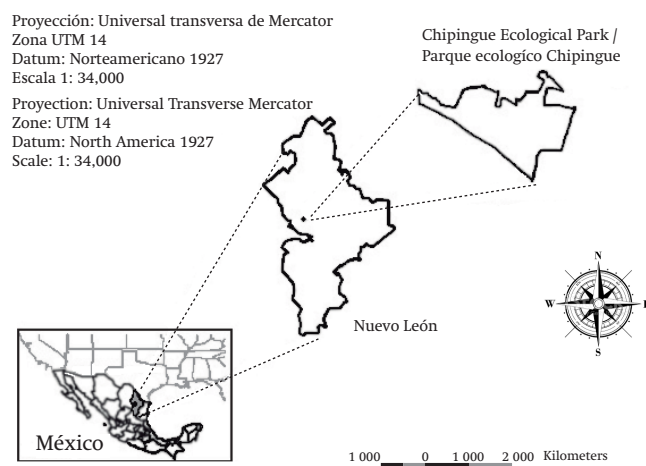 Proyección: Universal transversa de Mercator
Zona UTM 14
Datum: Norteamericano 1927
Escala 1: 34,000
Proyection: Universal Transverse Mercator
Zone: UTM 14
Datum: North America 1927
Scale: 1: 34,000
Chipingue Ecological Park /
Parque ecologíco Chipingue
N
W
E
S
Nuevo León
México
1 000 0 1 000 2 000 Kilometers